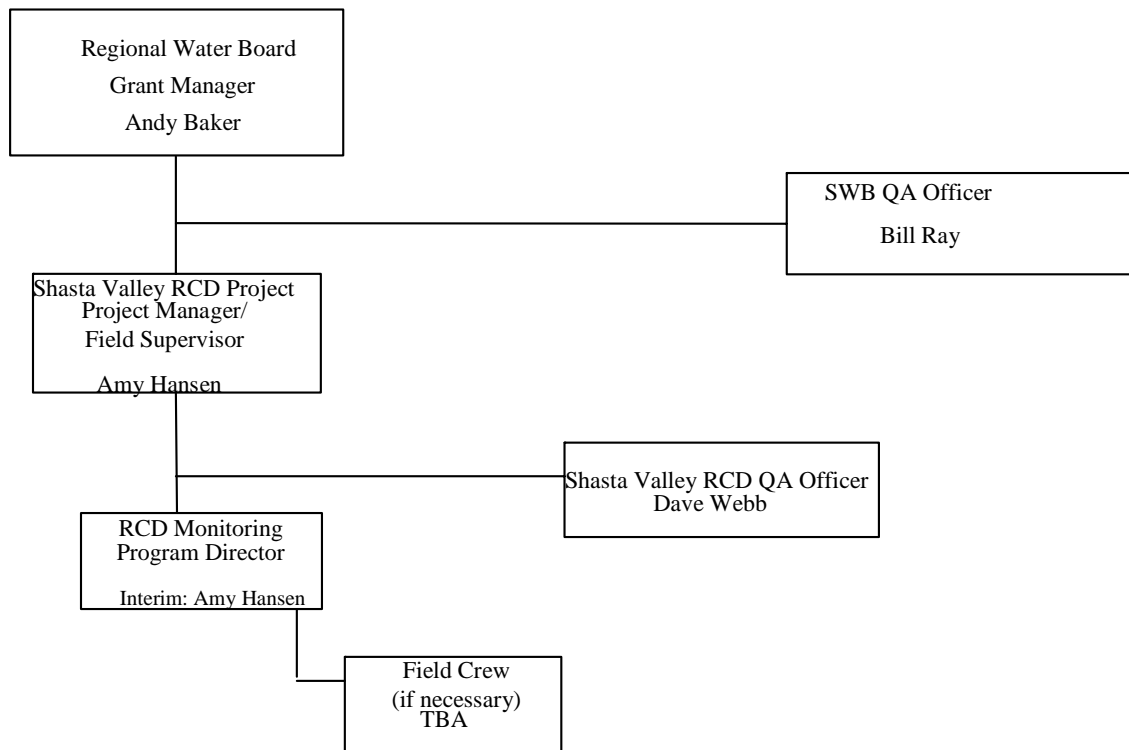 Regional Water Board
Grant Manager
Andy Baker
SWB QA Officer
Bill Ray
Shasta Valley RCD Project
Project Manager/
Field Supervisor
Amy Hansen
Shasta Valley RCD QA Officer
Dave Webb
RCD Monitoring
Program Director
Interim: Amy Hansen
Field Crew
(if necessary)
TBA